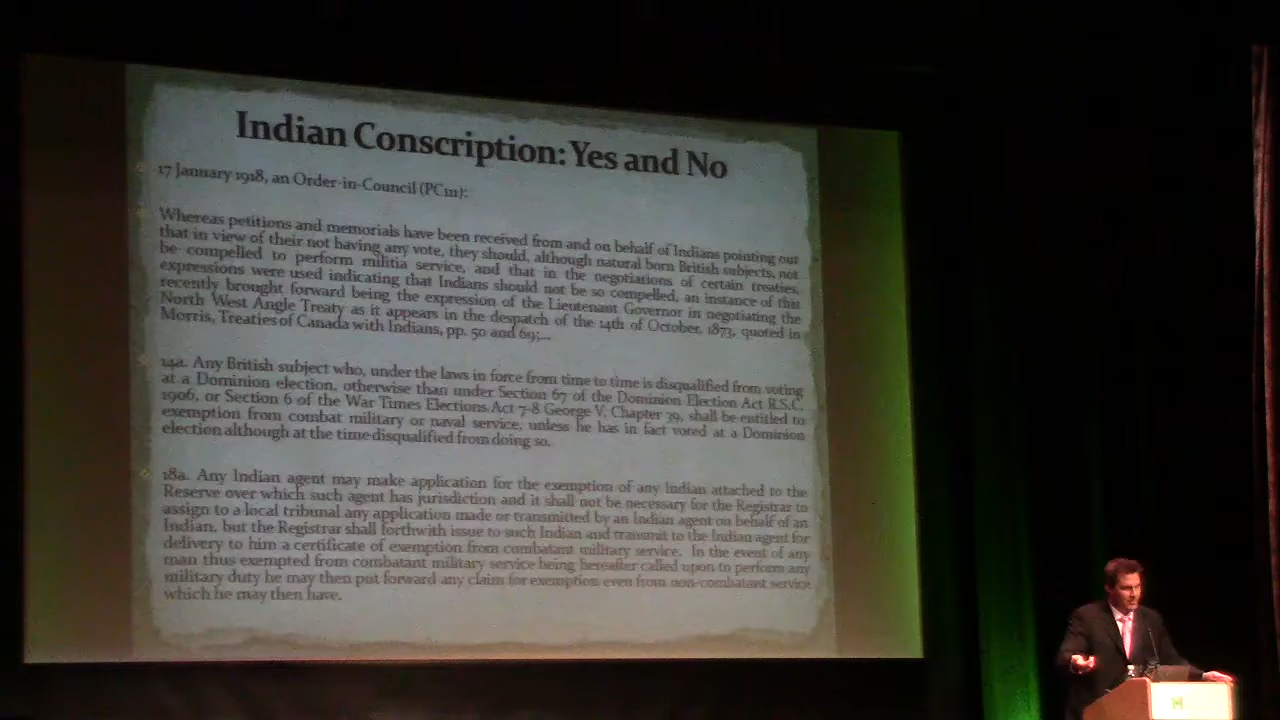 Indian Conscription: Yes and No
17 January 1918, an Order-in-Council (PC111):
Whereas petitions and memorials have been received from and on behalf of Indians pointing out
that in view of their not having any vote, they should, although natural born British subjects, not
be compelled to perform militia service, and that in the negotiations of certain treaties,
expressions were used indicating that Indians should not be so compelled, an instance of this
recently brought forward being the expression of the Lieutenant Governor in negotiating the
North West Angle Treaty as it appears in the despatch of the 14th of October, 1873, quoted in
Morris, Treaties of Canada with Indians, pp. 50 and 69;...
14a. Any British subject who, under the laws in force from time to time is disqualified from voting
at a Dominion election, otherwise than under Section 67 of the Dominion Election Act R.S.C.
1906, or Section 6 of the War Times Elections Act 7-8 George V, Chapter 39, shall be entitled to
exemption from combat military or naval service, unless he has in fact voted at a Dominion
election although at the time disqualified from doing so.
18a. Any Indian agent may make application for the exemption of any Indian attached to the
Reserve over which such agent has jurisdiction and it shall not be necessary for the Registrar to
assign to a local tribunal any application made or transmitted by an Indian agent on behalf of an
Indian, but the Registrar shall forthwith issue to such Indian and transmit to the Indian agent for
delivery to him a certificate of exemption from combatant military service. In the event of any
man thus exempted from combatant military service being hereafter called upon to perform any
military duty he may then put forward any claim for exemption even from non-combatant service
which he may then have.